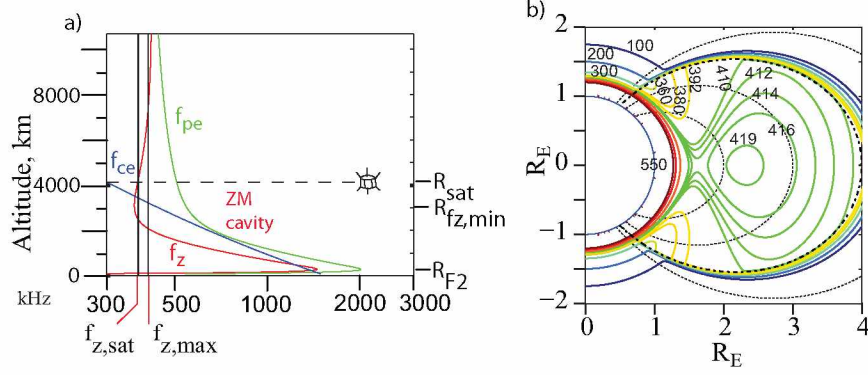 a)
Altitude, km
8000
4000
0
kHz
300
500
1000
2000
3000
f_ce
f_pe
f_z
ZM
cavity
R_sat
R_fz,min
R_F2
f_z,sat
f_z,max
b)
2
1
0
−1
−2
R_E
0
1
2
3
4
R_E
100
200
300
360
380
392
410
412
414
416
419
550